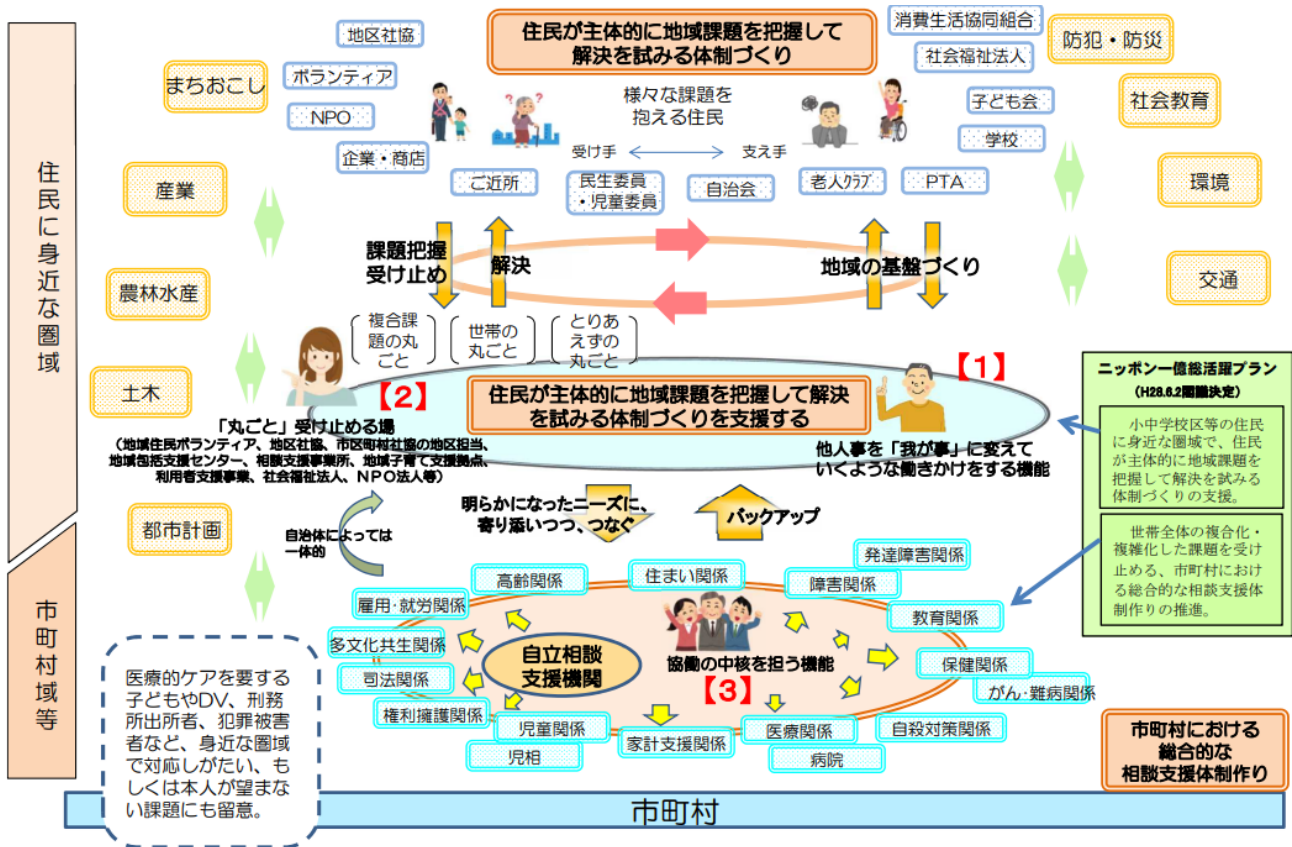 住民に身近な圏域
市町村域等
住民が主体的に地域課題を把握して
解決を試みる体制づくり
地区社協
ボランティア
NPO
企業・商店
ご近所
民生委員
・児童委員
自治会
老人クラブ
PTA
学校
子ども会
社会福祉法人
消費生活協同組合
様々な課題を
抱える住民
受け手
支え手
まちおこし
産業
農林水産
土木
都市計画
防犯・防災
社会教育
環境
交通
課題把握
受け止め
解決
地域の基盤づくり
複合課
題の丸
ごと
世帯の
丸ごと
とりあ
えずの
丸ごと
【2】
【1】
住民が主体的に地域課題を把握して解決
を試みる体制づくりを支援する
「丸ごと」受け止める場
(地域住民ボランティア、地区社協、市区町村社協の地区担当、
地域包括支援センター、相談支援事業所、地域子育て支援拠点、
利用者支援事業、社会福祉法人、NPO法人等)
他人事を「我が事」に変えて
いくような働きかけをする機能
ニッポン一億総活躍プラン
(H28.6.2閣議決定)
小中学校区等の住民
に身近な圏域で、住民
が主体的に地域課題を
把握して解決を試みる
体制づくりの支援。
世帯全体の複合化・
複雑化した課題を受け
止める、市町村におけ
る総合的な相談支援体
制作りの推進。
自治体によっては
一体的
明らかになったニーズに、
寄り添いつつ、つなぐ
バックアップ
高齢関係
住まい関係
障害関係
発達障害関係
雇用・就労関係
教育関係
多文化共生関係
保健関係
司法関係
がん・難病関係
権利擁護関係
自殺対策関係
児童関係
児相
家計支援関係
医療関係
病院
自立相談
支援機関
協働の中核を担う機能
【3】
医療的ケアを要する
子どもやDV、刑務
所出所者、犯罪被害
者など、身近な圏域
で対応しがたい、も
しくは本人が望まな
い課題にも留意。
市町村における
総合的な
相談支援体制作り
市町村